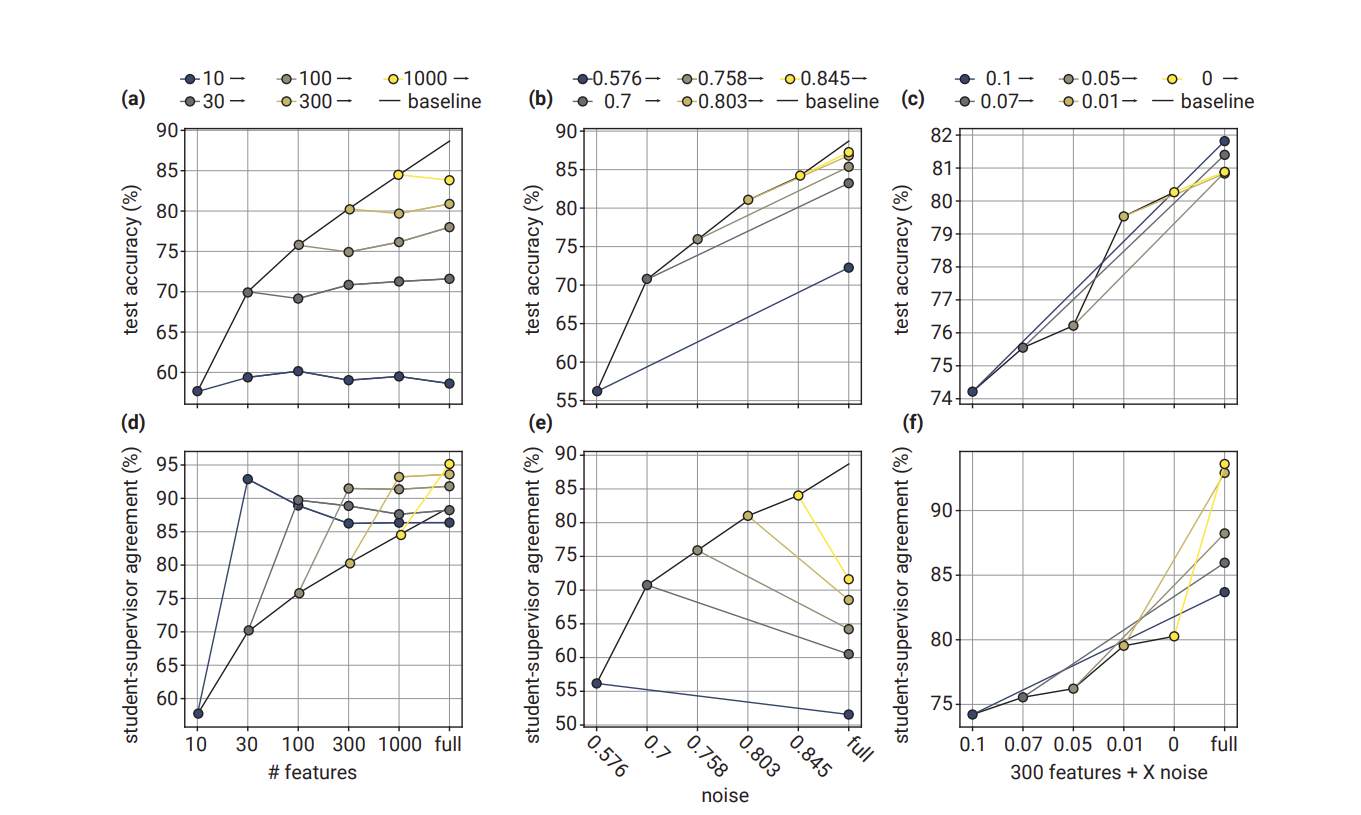 (a)
10 → 100 → 1000 →
30 → 300 → baseline
test accuracy (%)
90
85
80
75
70
65
60
(b)
0.576→ 0.758→ 0.845→
0.7 → 0.803→ baseline
test accuracy (%)
90
85
80
75
70
65
60
55
(c)
0.1 → 0.05→ 0 →
0.07→ 0.01→ baseline
test accuracy (%)
82
81
80
79
78
77
76
75
74
(d)
student-supervisor agreement (%)
95
90
85
80
75
70
65
60
10 30 100 300 1000 full
# features
(e)
student-supervisor agreement (%)
90
85
80
75
70
65
60
55
50
0.576 0.7 0.758 0.803 0.845 full
noise
(f)
student-supervisor agreement (%)
90
85
80
75
0.1 0.07 0.05 0.01 0 full
300 features + X noise